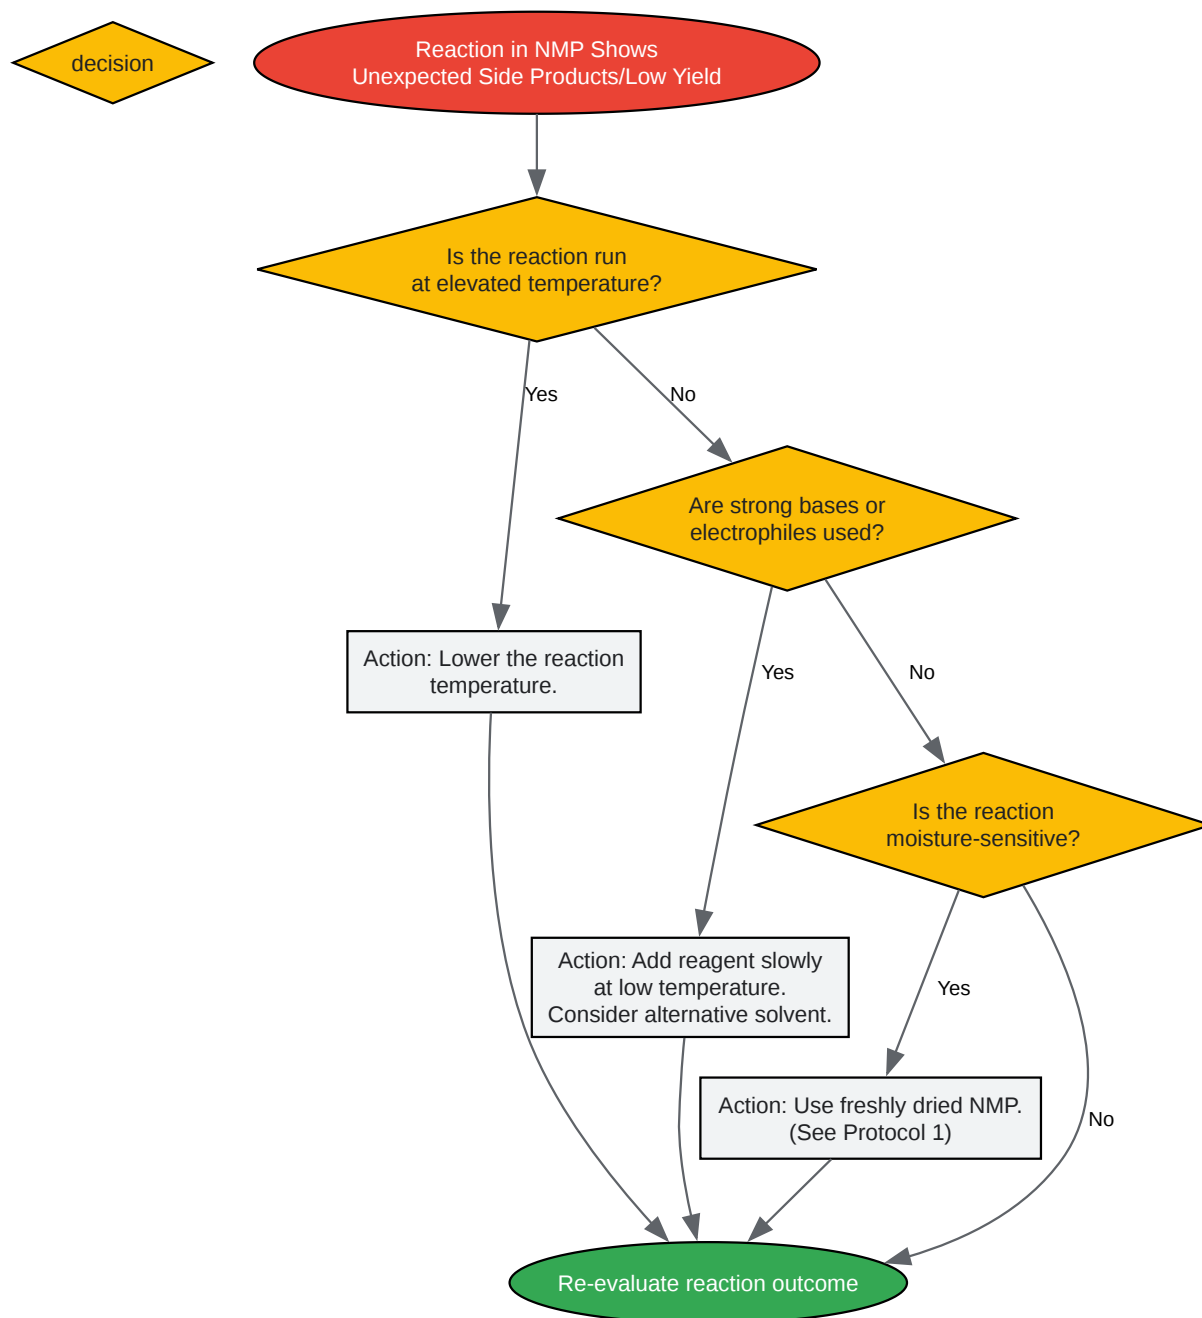 decision
Reaction in NMP Shows
Unexpected Side Products/Low Yield
Is the reaction run
at elevated temperature?
Yes
No
Are strong bases or
electrophiles used?
Action: Lower the reaction
temperature.
Yes
No
Is the reaction
moisture-sensitive?
Action: Add reagent slowly
at low temperature.
Consider alternative solvent.
Yes
Action: Use freshly dried NMP.
(See Protocol 1)
No
Re-evaluate reaction outcome